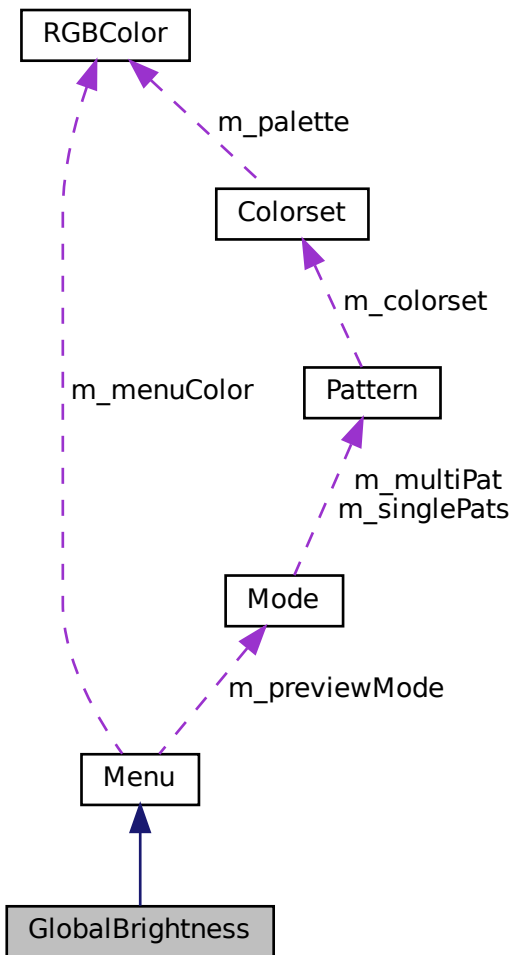 RGBColor
m_palette
Colorset
m_colorset
m_menuColor
Pattern
m_multiPat
m_singlePats
Mode
m_previewMode
Menu
GlobalBrightness